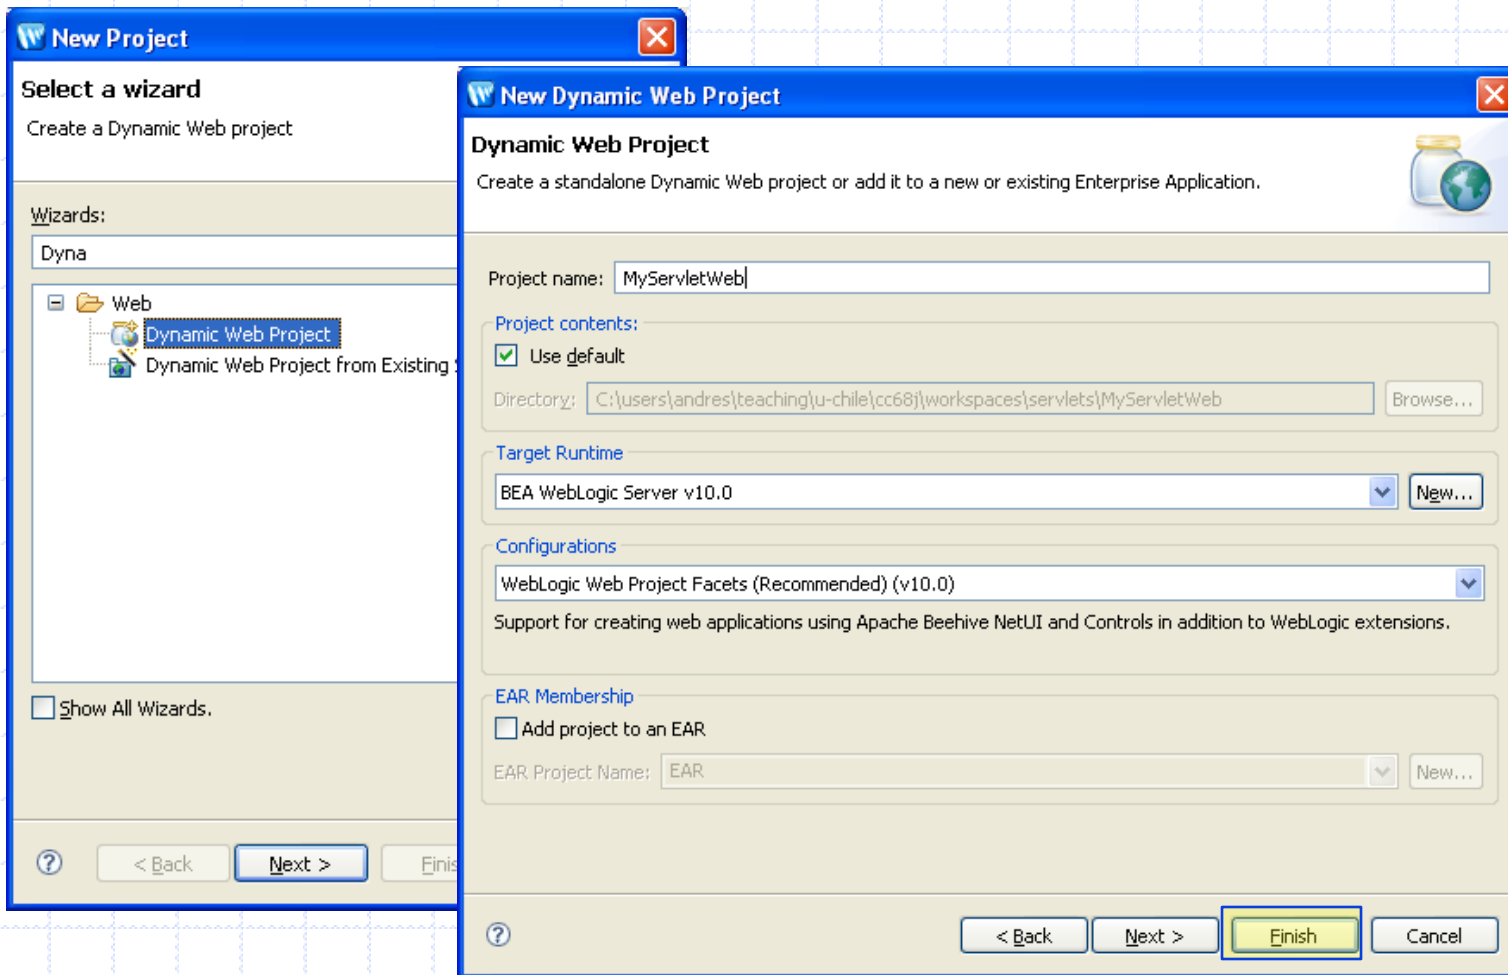 New Project
Select a wizard
Create a Dynamic Web project
Wizards:
Dyna
Web
Dynamic Web Project
Dynamic Web Project from Existing
Show All Wizards.
< Back
Next >
Finis
New Dynamic Web Project
Dynamic Web Project
Create a standalone Dynamic Web project or add it to a new or existing Enterprise Application.
Project name: MyServletWeb
Project contents:
Use default
Directory: C:\users\andres\teaching\u-chile\cc68j\workspaces\servlets\MyServletWeb Browse...
Target Runtime
BEA WebLogic Server v10.0 New...
Configurations
WebLogic Web Project Facets (Recommended) (v10.0)
Support for creating web applications using Apache Beehive NetUI and Controls in addition to WebLogic extensions.
EAR Membership
Add project to an EAR
EAR Project Name: EAR New...
< Back Next > Finish Cancel